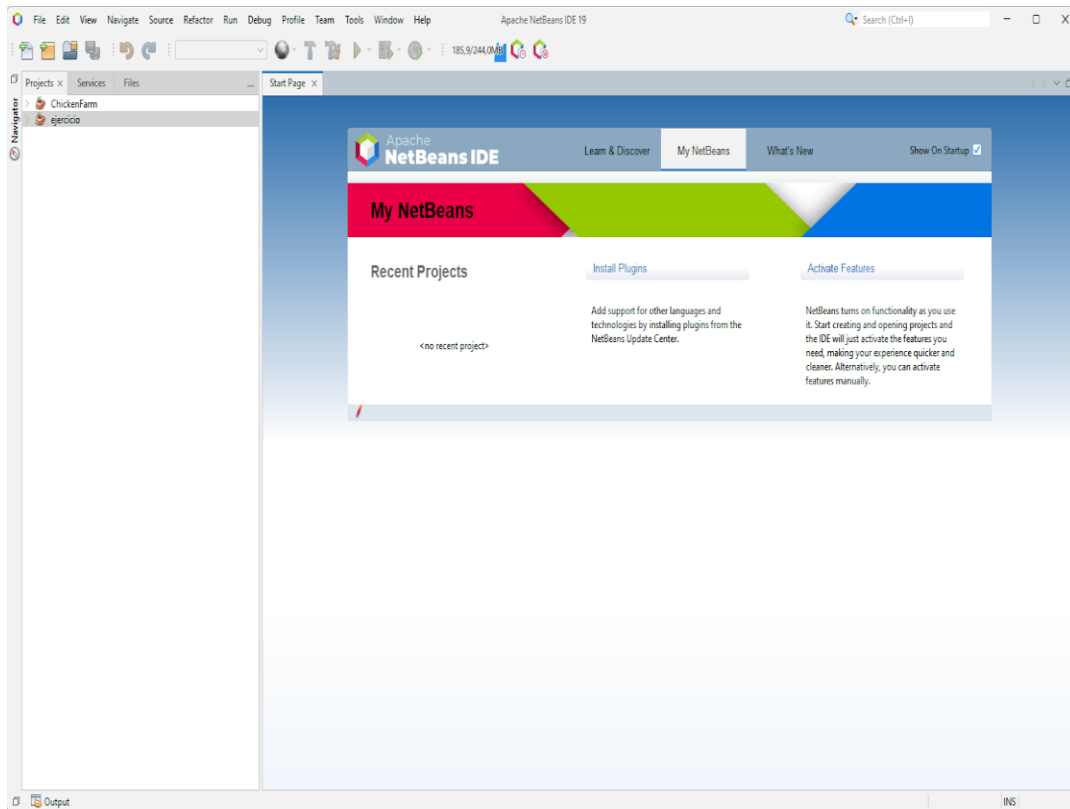 File Edit View Navigate Source Refactor Run Debug Profile Team Tools Window Help Apache NetBeans IDE 19 Search (Ctrl+I)
185,9/244,0MB
Projects Services Files Start Page
Navigator
ChickenFarm
ejercicio
Apache
NetBeans IDE
Learn & Discover My NetBeans What's New Show On Startup
My NetBeans
Recent Projects
<no recent project>
Install Plugins
Add support for other languages and
technologies by installing plugins from the
NetBeans Update Center.
Activate Features
NetBeans turns on functionality as you use
it. Start creating and opening projects and
the IDE will just activate the features you
need, making your experience quicker and
cleaner. Alternatively, you can activate
features manually.
Output INS